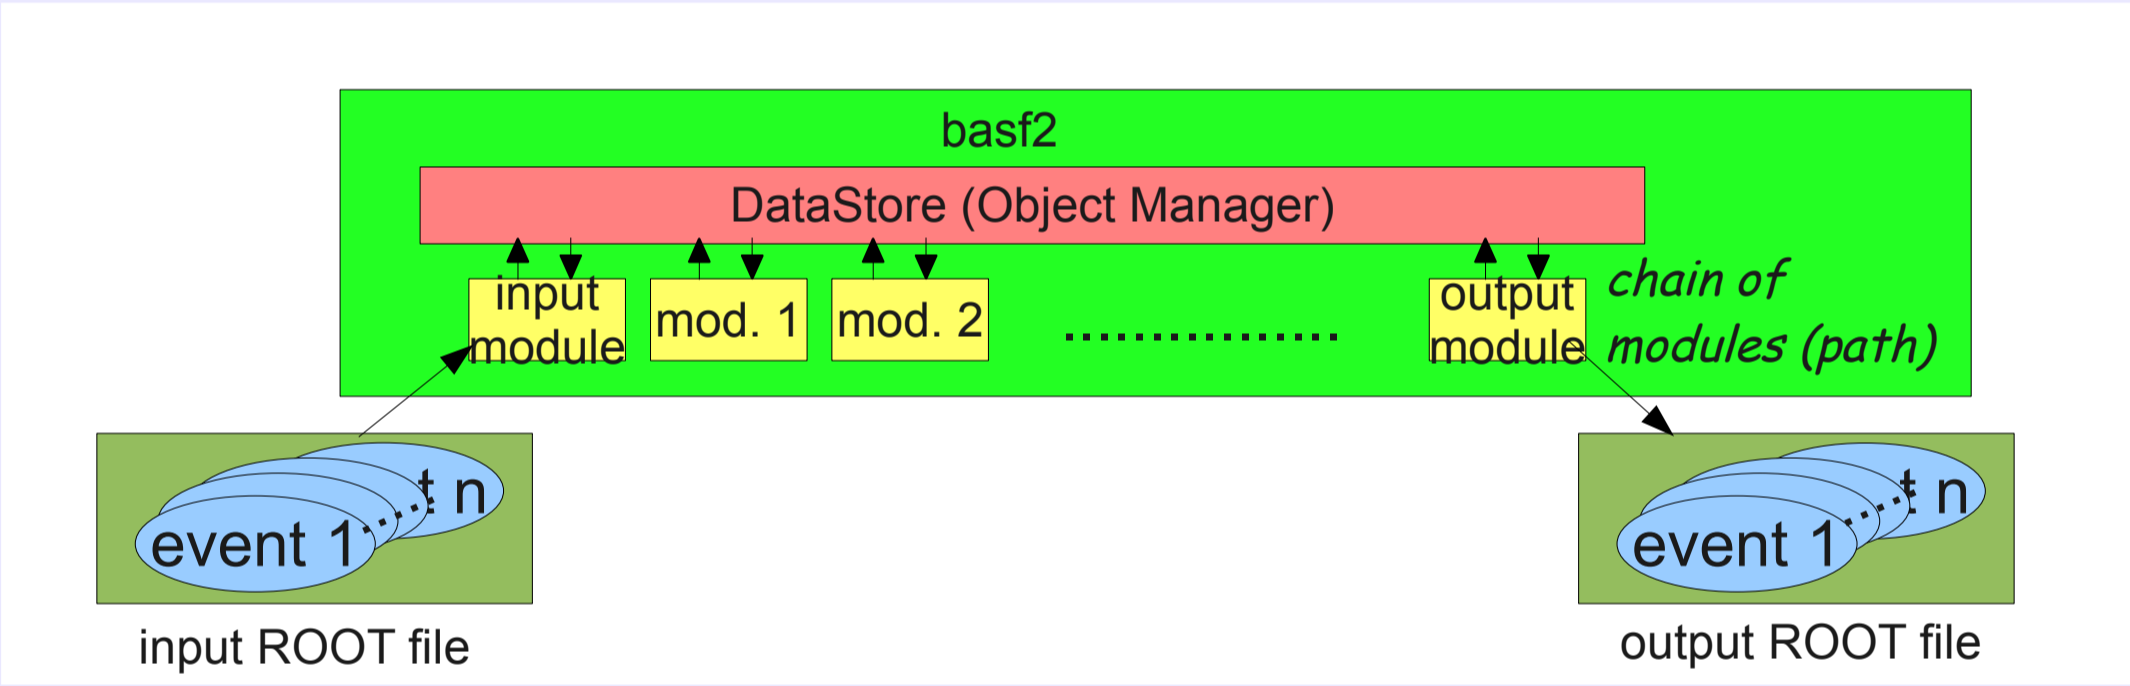 basf2
DataStore (Object Manager)
input
module
mod. 1
mod. 2
output
module
chain of
modules (path)
event 1
t n
input ROOT file
event 1
t n
output ROOT file